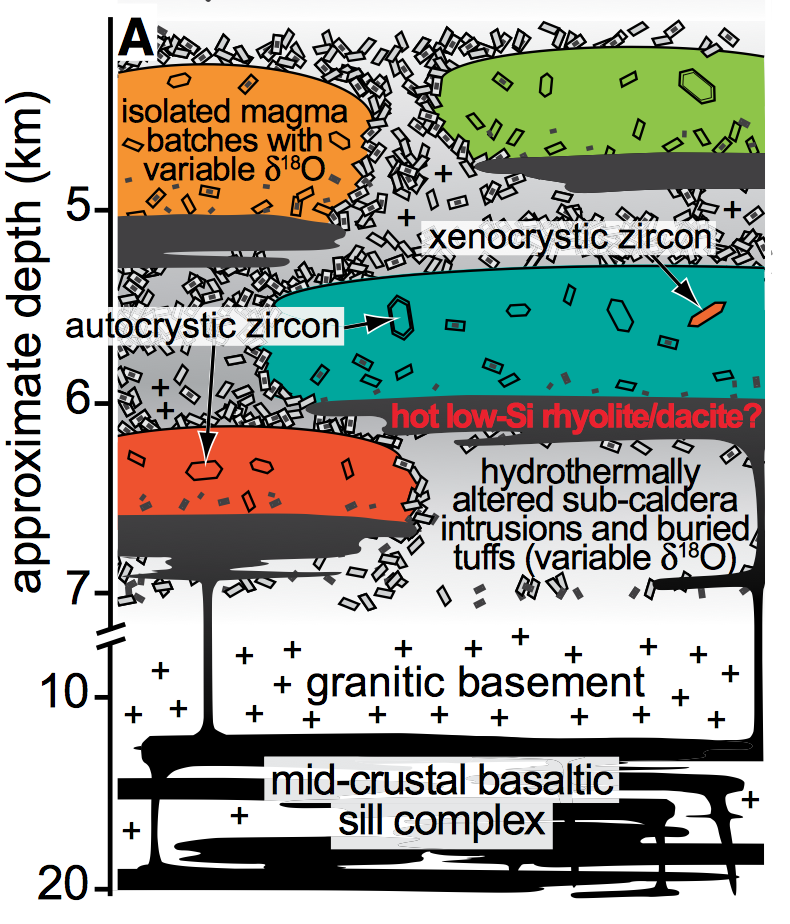 A
approximate depth (km)
isolated magma
batches with
variable δ¹⁸O
5
xenocrystic zircon
autocrystic zircon
6
hot low-Si rhyolite/dacite?
hydrothermally
altered sub-caldera
intrusions and buried
tuffs (variable δ¹⁸O)
7
granitic basement
10
mid-crustal basaltic
sill complex
20